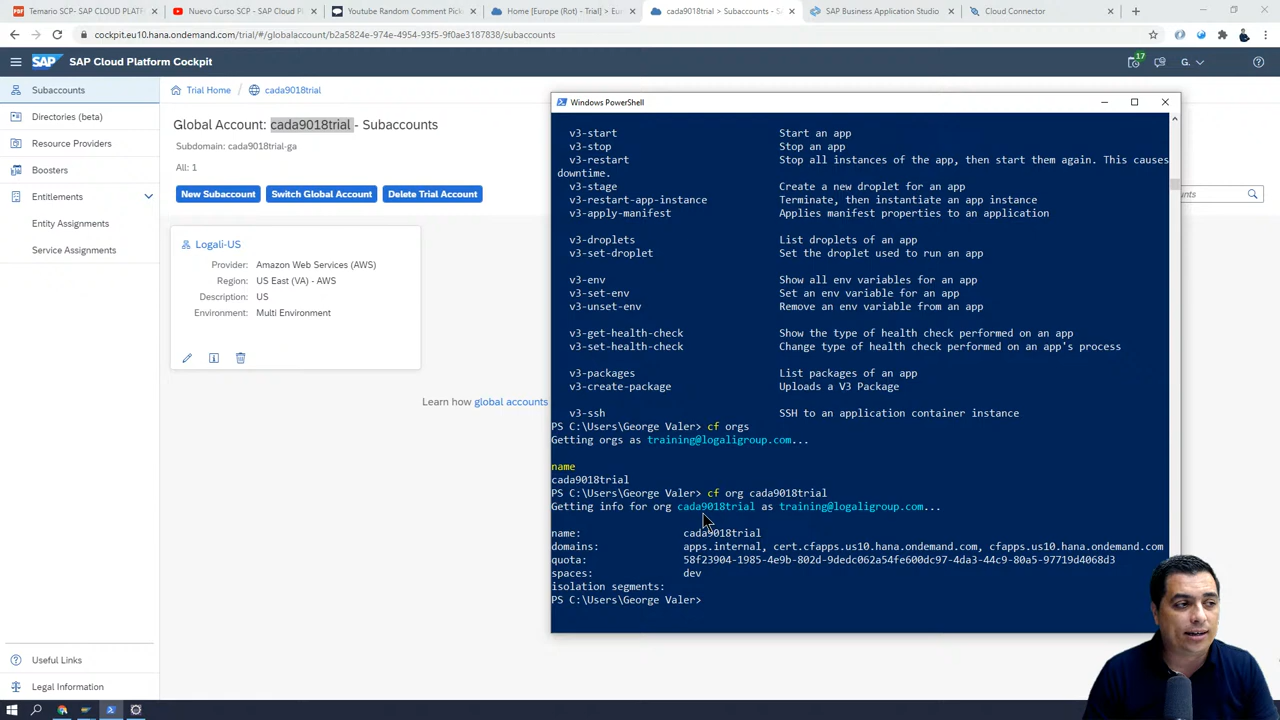 Temario SCP- SAP CLOUD PLATF
Nuevo Curso SCP - SAP Cloud P
Youtube Random Comment Pick
Home [Europe (Rot) - Trial] > Eu
cada9018trial > Subaccounts - S
SAP Business Application Studio
Cloud Connector
cockpit.eu10.hana.ondemand.com/trial/#/globalaccount/b2a5824e-974e-4954-93f5-9f0ae3187838/subaccounts
SAP
SAP Cloud Platform Cockpit
17
G.
Subaccounts
Directories (beta)
Resource Providers
Boosters
Entitlements
Entity Assignments
Service Assignments
Useful Links
Legal Information
Trial Home / cada9018trial
Global Account: cada9018trial - Subaccounts
Subdomain: cada9018trial-ga
All: 1
New Subaccount
Switch Global Account
Delete Trial Account
Logali-US
Provider: Amazon Web Services (AWS)
Region: US East (VA) - AWS
Description: US
Environment: Multi Environment
Learn how global accounts
Windows PowerShell
v3-start Start an app
v3-stop Stop an app
v3-restart Stop all instances of the app, then start them again. This causes
downtime.
v3-stage Create a new droplet for an app
v3-restart-app-instance Terminate, then instantiate an app instance
v3-apply-manifest Applies manifest properties to an application
v3-droplets List droplets of an app
v3-set-droplet Set the droplet used to run an app
v3-env Show all env variables for an app
v3-set-env Set an env variable for an app
v3-unset-env Remove an env variable from an app
v3-get-health-check Show the type of health check performed on an app
v3-set-health-check Change type of health check performed on an app's process
v3-packages List packages of an app
v3-create-package Uploads a V3 Package
v3-ssh SSH to an application container instance
PS C:\Users\George Valer> cf orgs
Getting orgs as training@logaligroup.com...
name
cada9018trial
PS C:\Users\George Valer> cf org cada9018trial
Getting info for org cada9018trial as training@logaligroup.com...
name: cada9018trial
domains: apps.internal, cert.cfapps.us10.hana.ondemand.com, cfapps.us10.hana.ondemand.com
quota: 58f23904-1985-4e9b-802d-9dedc062a54fe600dc97-4da3-44c9-80a5-97719d4068d3
spaces: dev
isolation segments:
PS C:\Users\George Valer>